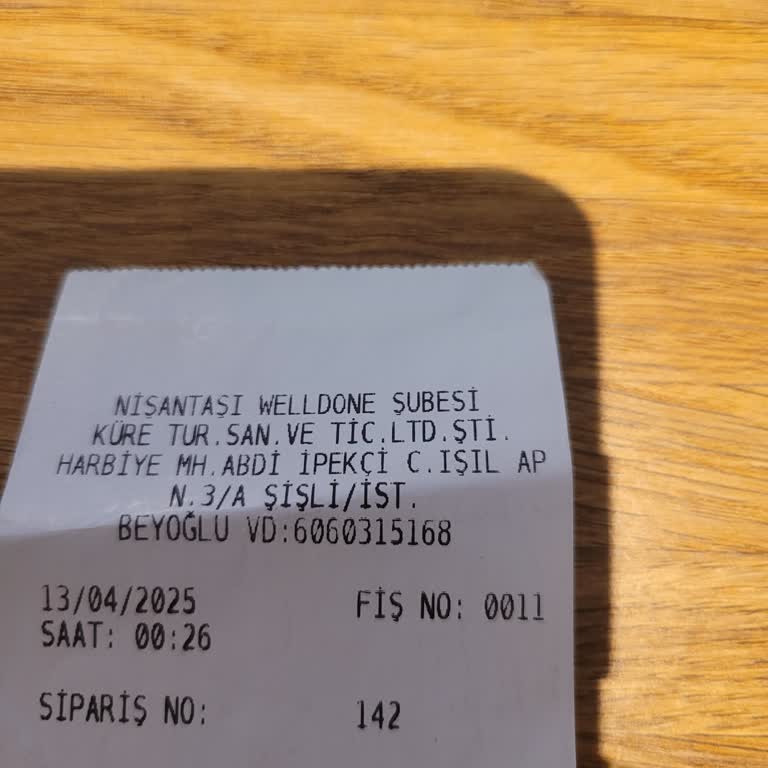 NİŞANTAŞI WELLDONE ŞUBESİ
KÜRE TUR.SAN.VE TİC.LTD.ŞTİ.
HARBİYE MH.ABDİ İPEKÇİ C.IŞIL AP
N.3/A ŞİŞLİ/İST.
BEYOĞLU VD:6060315168
13/04/2025 FİŞ NO: 0011
SAAT: 00:26
SİPARİŞ NO: 142